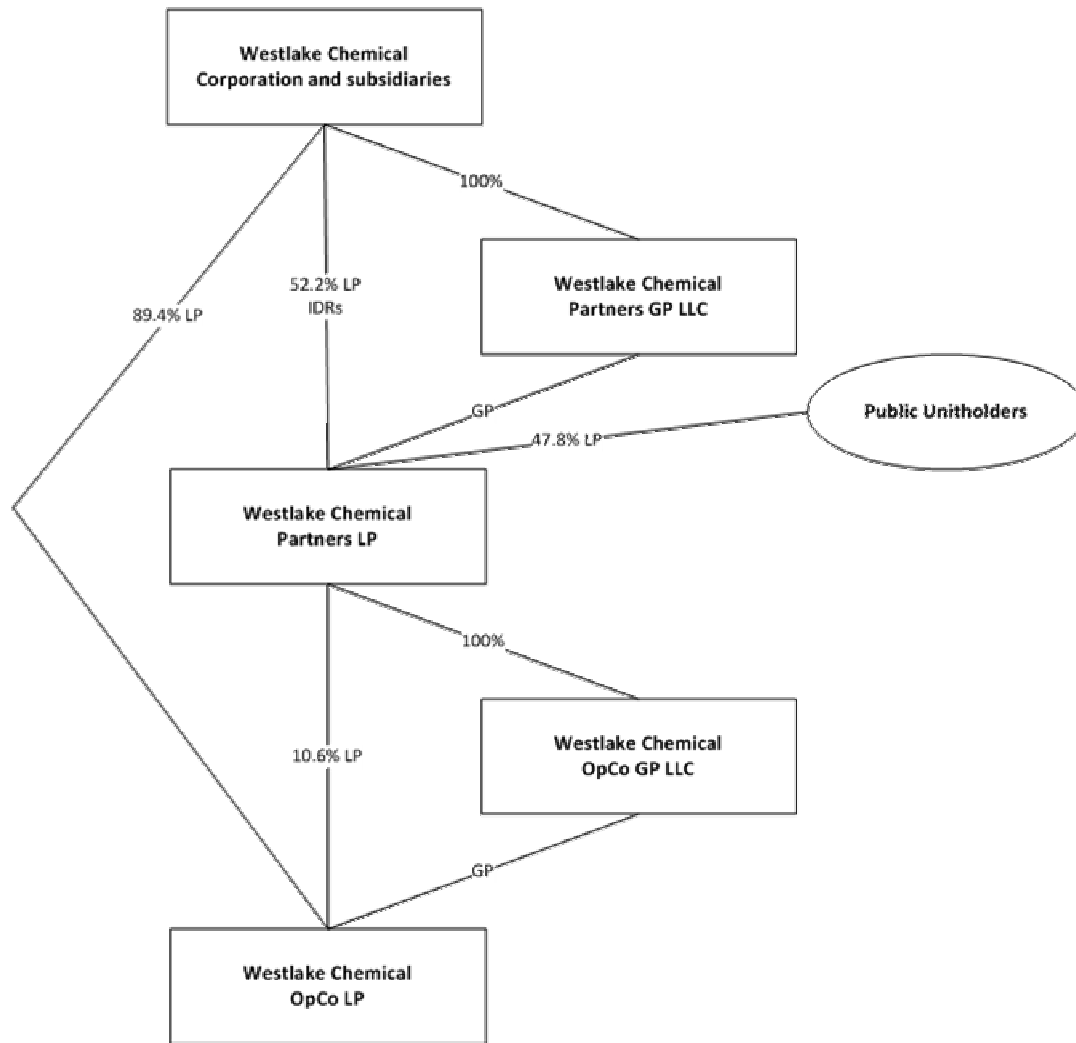 Westlake Chemical
Corporation and subsidiaries
100%
52.2% LP
IDRs
89.4% LP
Westlake Chemical
Partners GP LLC
GP
47.8% LP
Public Unitholders
Westlake Chemical
Partners LP
100%
10.6% LP
Westlake Chemical
OpCo GP LLC
GP
Westlake Chemical
OpCo LP